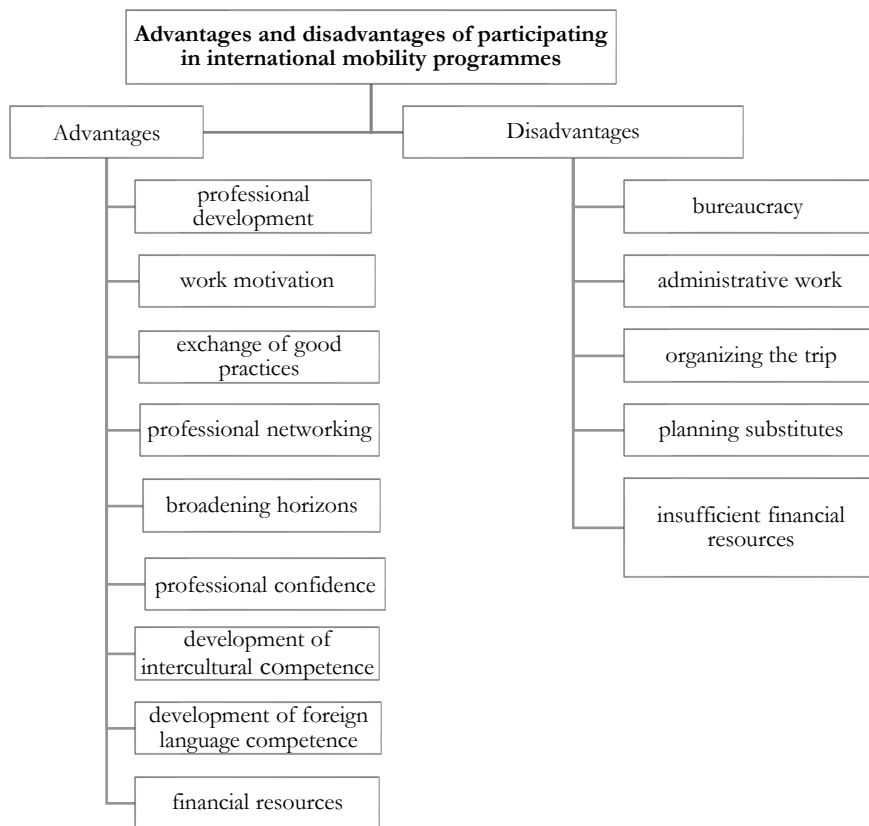 Advantages and disadvantages of participating
in international mobility programmes
Advantages
professional
development
work motivation
exchange of good
practices
professional networking
broadening horizons
professional confidence
development of
intercultural competence
development of foreign
language competence
financial resources
Disadvantages
bureaucracy
administrative work
organizing the trip
planning substitutes
insufficient financial
resources